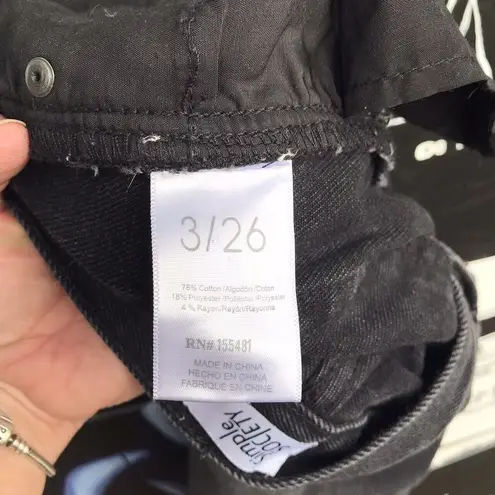 3/26
78% Cotton/Algodón/Coton
18% Polyester/Poliéster/Polyester
4% Rayon/Rayón/Rayonne
RN# 155481
MADE IN CHINA
HECHO EN CHINA
FABRIQUÉ EN CHINE
simple
SOCIETY